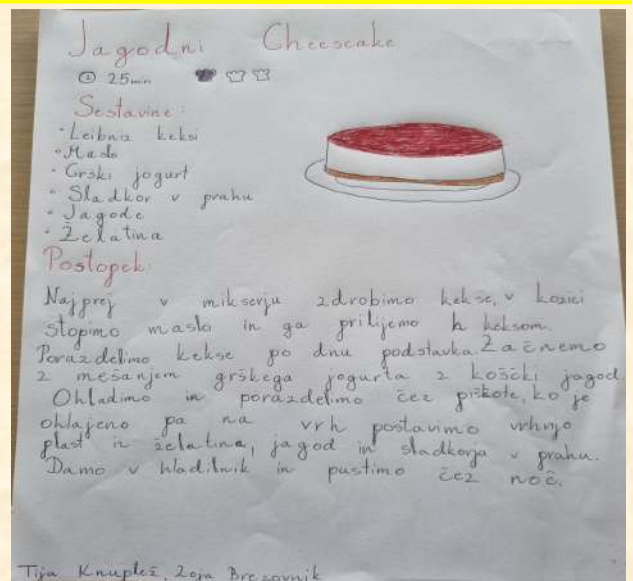 Jagodni Cheescake
25min
Sestavine:
• Leibniz keksi
• Maslo
• Grški jogurt
• Sladkor v prahu
• Jagode
• Želatina
Postopek:
Najprej v mikserju zdrobimo kekse, v kozici
stopimo maslo in ga prilijemo h keksom.
Porazdelimo kekse po dnu podstavka. Začnemo
z mešanjem grškega jogurta z koščki jagod.
Ohladimo in porazdelimo čez piškote, ko je
ohlajeno pa na vrh postavimo vrhnjo
plast iz želatina, jagod in sladkorja v prahu.
Damo v hladilnik in pustimo čez noč.
Tija Knuplež, Zoja Brezovnik